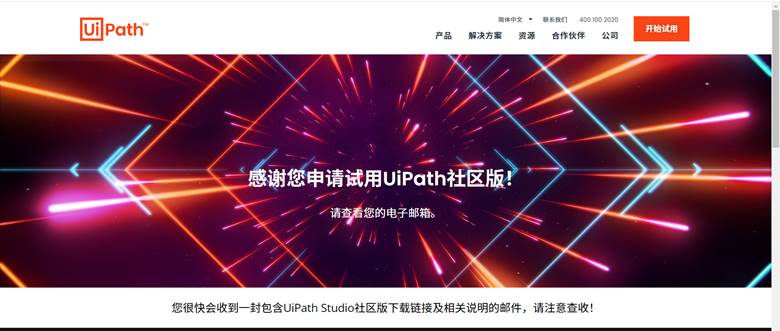 UiPath™
简体中文 联系我们 400 100 2020
产品 解决方案 资源 合作伙伴 公司
开始试用
感谢您申请试用UiPath社区版！
请查看您的电子邮箱。
您很快会收到一封包含UiPath Studio社区版下载链接及相关说明的邮件，请注意查收！